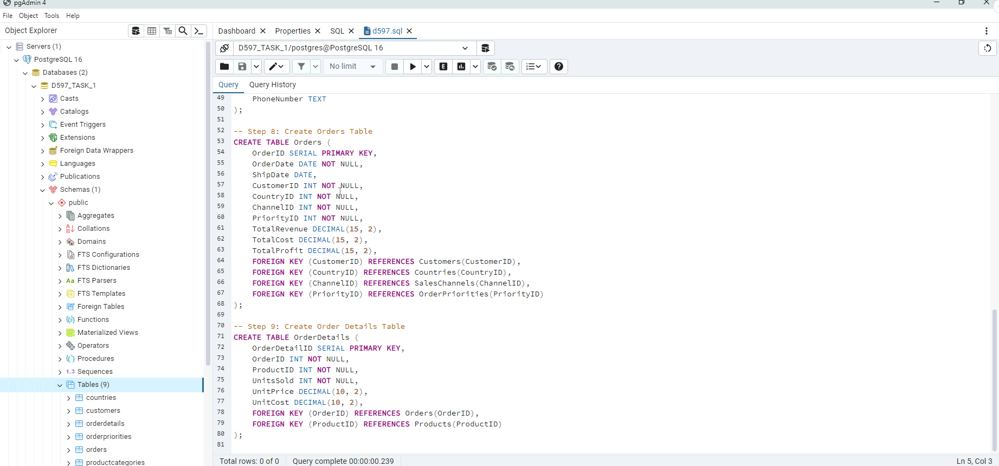 pgAdmin 4
File Object Tools Help
Object Explorer
Dashboard Properties SQL d597.sql
Servers (1)
PostgreSQL 16
Databases (2)
D597_TASK_1
Casts
Catalogs
Event Triggers
Extensions
Foreign Data Wrappers
Languages
Publications
Schemas (1)
public
Aggregates
Collations
Domains
FTS Configurations
FTS Dictionaries
Aa FTS Parsers
FTS Templates
Foreign Tables
Functions
Materialized Views
Operators
Procedures
1..3 Sequences
Tables (9)
countries
customers
orderdetails
orderpriorities
orders
productcategories
D597_TASK_1/postgres@PostgreSQL 16
No limit E
Query Query History
49 PhoneNumber TEXT
50 );
51
52 -- Step 8: Create Orders Table
53 CREATE TABLE Orders (
54 OrderID SERIAL PRIMARY KEY,
55 OrderDate DATE NOT NULL,
56 ShipDate DATE,
57 CustomerID INT NOT NULL,
58 CountryID INT NOT NULL,
59 ChannelID INT NOT NULL,
60 PriorityID INT NOT NULL,
61 TotalRevenue DECIMAL(15, 2),
62 TotalCost DECIMAL(15, 2),
63 TotalProfit DECIMAL(15, 2),
64 FOREIGN KEY (CustomerID) REFERENCES Customers(CustomerID),
65 FOREIGN KEY (CountryID) REFERENCES Countries(CountryID),
66 FOREIGN KEY (ChannelID) REFERENCES SalesChannels(ChannelID),
67 FOREIGN KEY (PriorityID) REFERENCES OrderPriorities(PriorityID)
68 );
69
70 -- Step 9: Create Order Details Table
71 CREATE TABLE OrderDetails (
72 OrderDetailID SERIAL PRIMARY KEY,
73 OrderID INT NOT NULL,
74 ProductID INT NOT NULL,
75 UnitsSold INT NOT NULL,
76 UnitPrice DECIMAL(10, 2),
77 UnitCost DECIMAL(10, 2),
78 FOREIGN KEY (OrderID) REFERENCES Orders(OrderID),
79 FOREIGN KEY (ProductID) REFERENCES Products(ProductID)
80 );
81
Total rows: 0 of 0 Query complete 00:00:00.239 Ln 5, Col 3